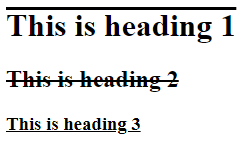 This is heading 1
This is heading 2
This is heading 3